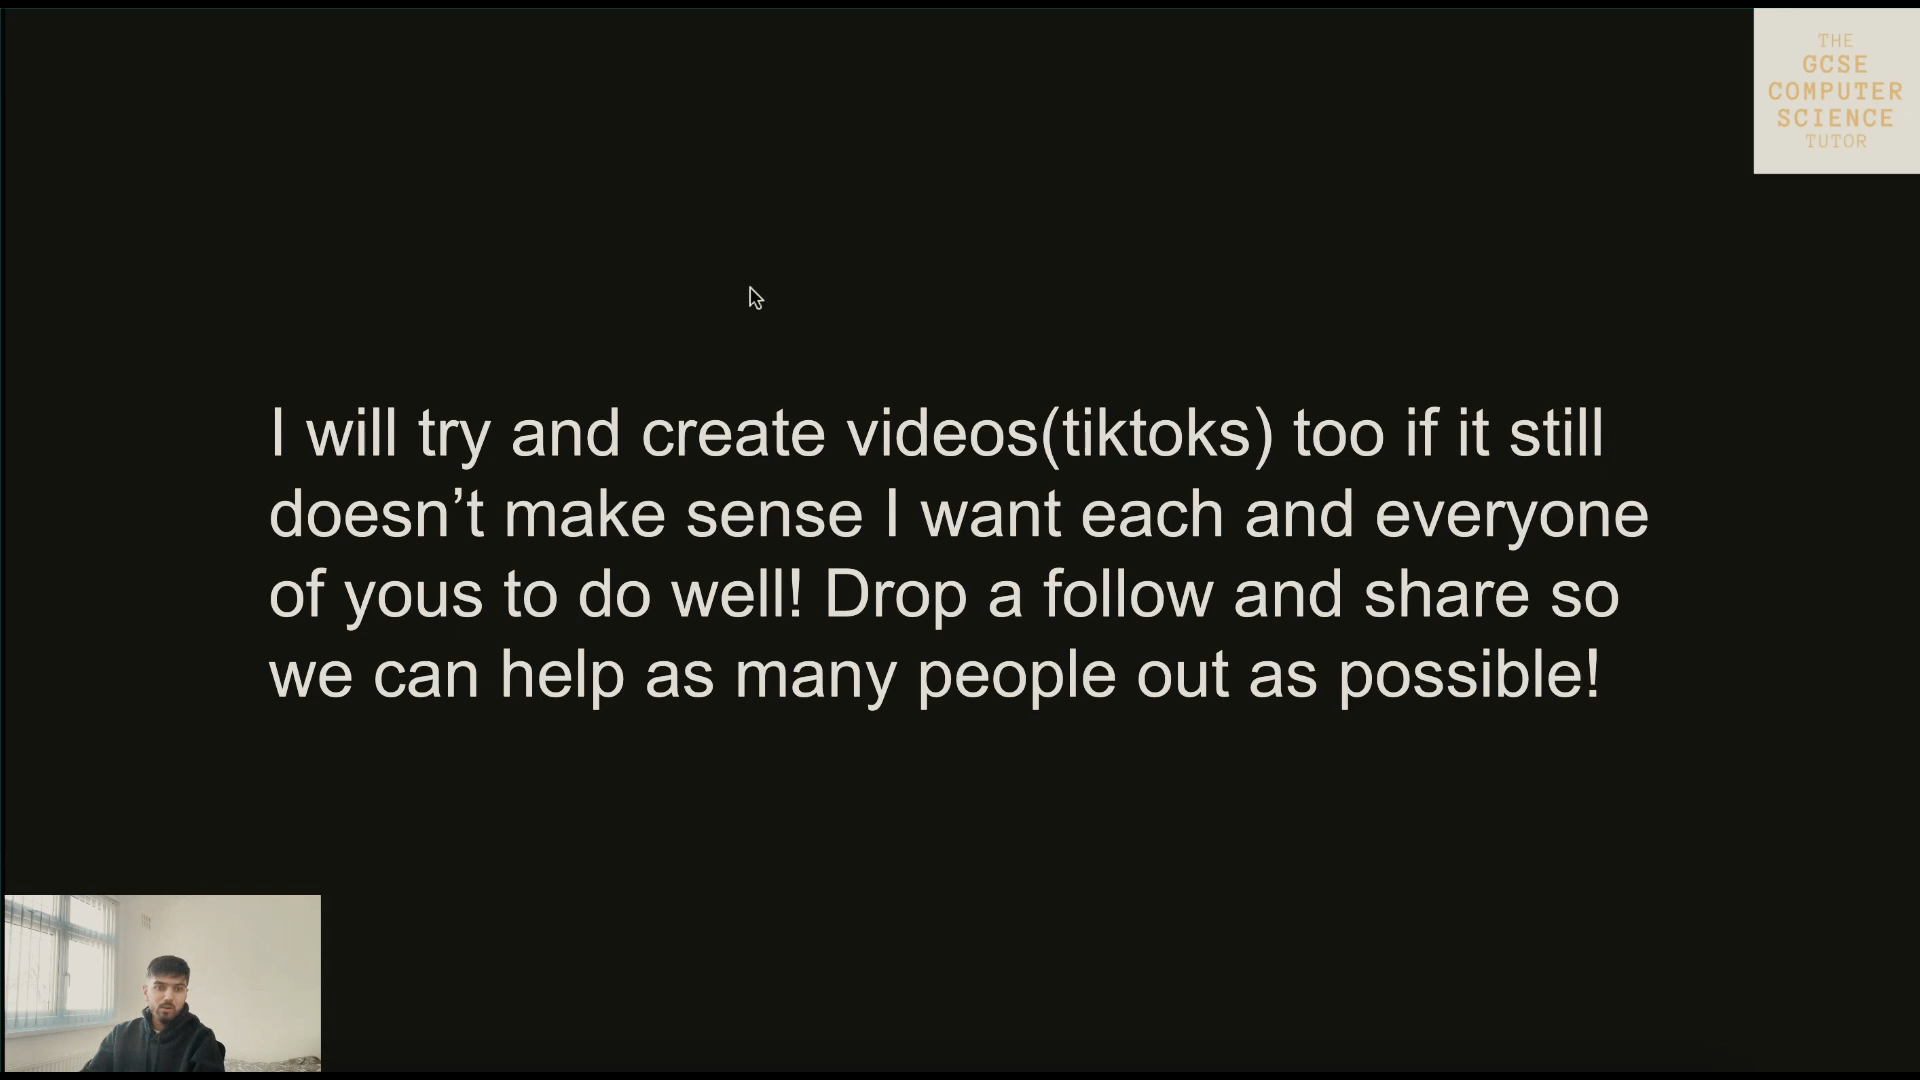 THE
GCSE
COMPUTER
SCIENCE
TUTOR
I will try and create videos(tiktoks) too if it still
doesn’t make sense I want each and everyone
of yous to do well! Drop a follow and share so
we can help as many people out as possible!